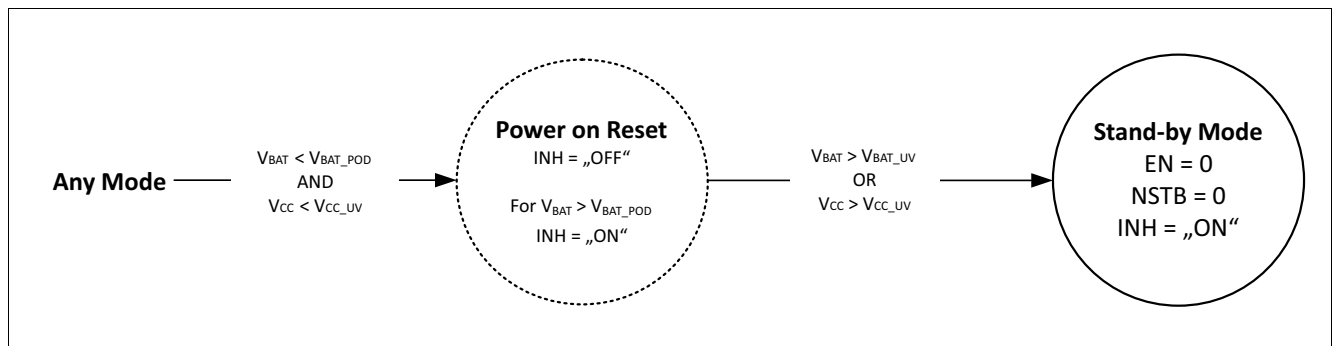 Any Mode
VBAT < VBAT_POD
AND
VCC < VCC_UV
Power on Reset
INH = „OFF“
For VBAT > VBAT_POD
INH = „ON“
VBAT > VBAT_UV
OR
VCC > VCC_UV
Stand-by Mode
EN = 0
NSTB = 0
INH = „ON“